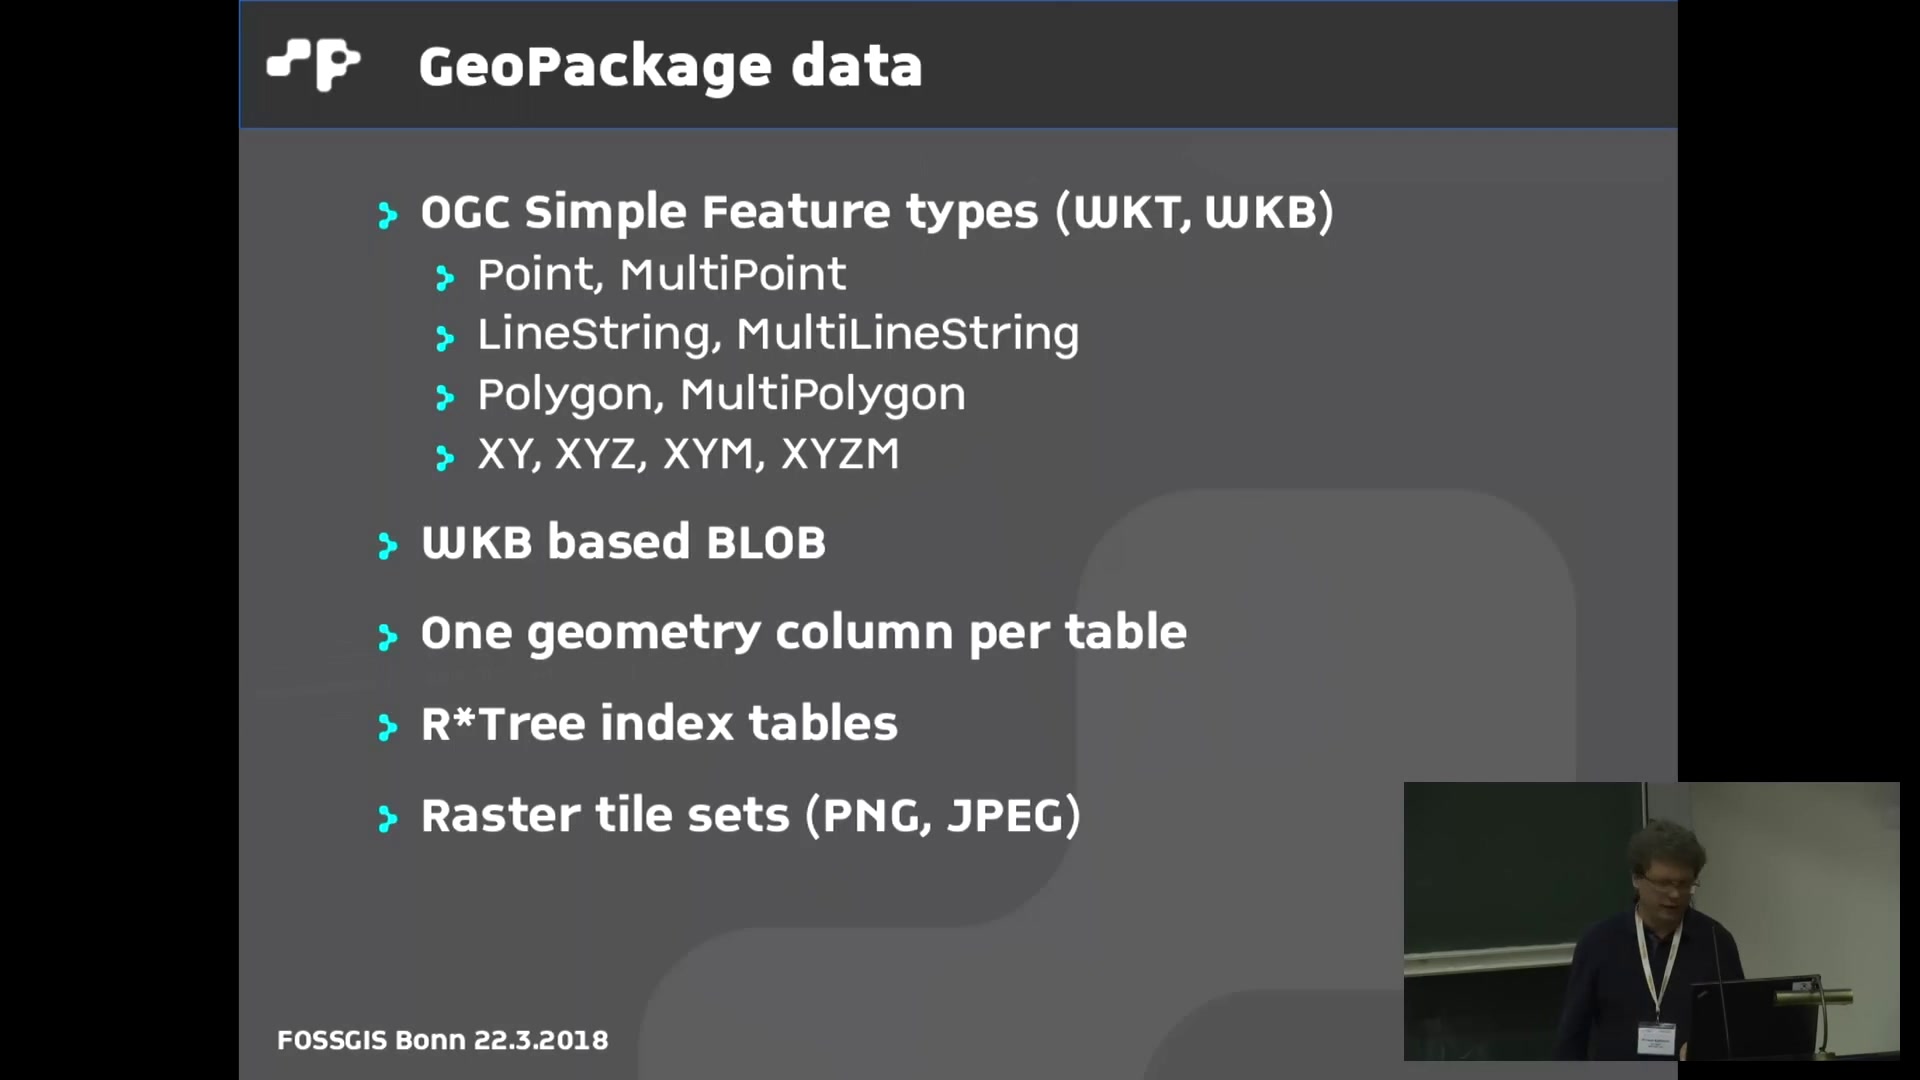 GeoPackage data
OGC Simple Feature types (WKT, WKB)
Point, MultiPoint
LineString, MultiLineString
Polygon, MultiPolygon
XY, XYZ, XYM, XYZM
WKB based BLOB
One geometry column per table
R*Tree index tables
Raster tile sets (PNG, JPEG)
FOSSGIS Bonn 22.3.2018